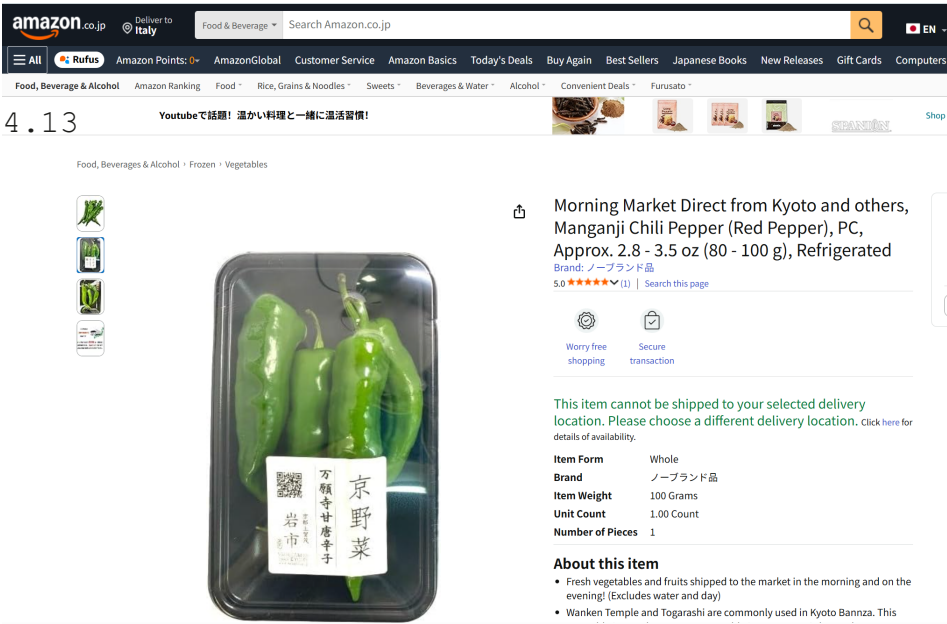 amazon.co.jp
Deliver to
Italy
Food & Beverage
Search Amazon.co.jp
EN
All
Rufus
Amazon Points: 0
AmazonGlobal
Customer Service
Amazon Basics
Today's Deals
Buy Again
Best Sellers
Japanese Books
New Releases
Gift Cards
Computers
Food, Beverage & Alcohol
Amazon Ranking
Food
Rice, Grains & Noodles
Sweets
Beverages & Water
Alcohol
Convenient Deals
Furusato
4.13
Youtubeで話題！温かい料理と一緒に温活習慣！
Shop
Food, Beverages & Alcohol › Frozen › Vegetables
京野菜
万願寺甘唐辛子
岩市
Morning Market Direct from Kyoto and others,
Manganji Chili Pepper (Red Pepper), PC,
Approx. 2.8 - 3.5 oz (80 - 100 g), Refrigerated
Brand: ノーブランド品
5.0 (1) | Search this page
Worry free
shopping
Secure
transaction
This item cannot be shipped to your selected delivery
location. Please choose a different delivery location. Click here for
details of availability.
Item Form Whole
Brand ノーブランド品
Item Weight 100 Grams
Unit Count 1.00 Count
Number of Pieces 1
About this item
• Fresh vegetables and fruits shipped to the market in the morning and on the
evening! (Excludes water and day)
• Wanken Temple and Togarashi are commonly used in Kyoto Bannza. This